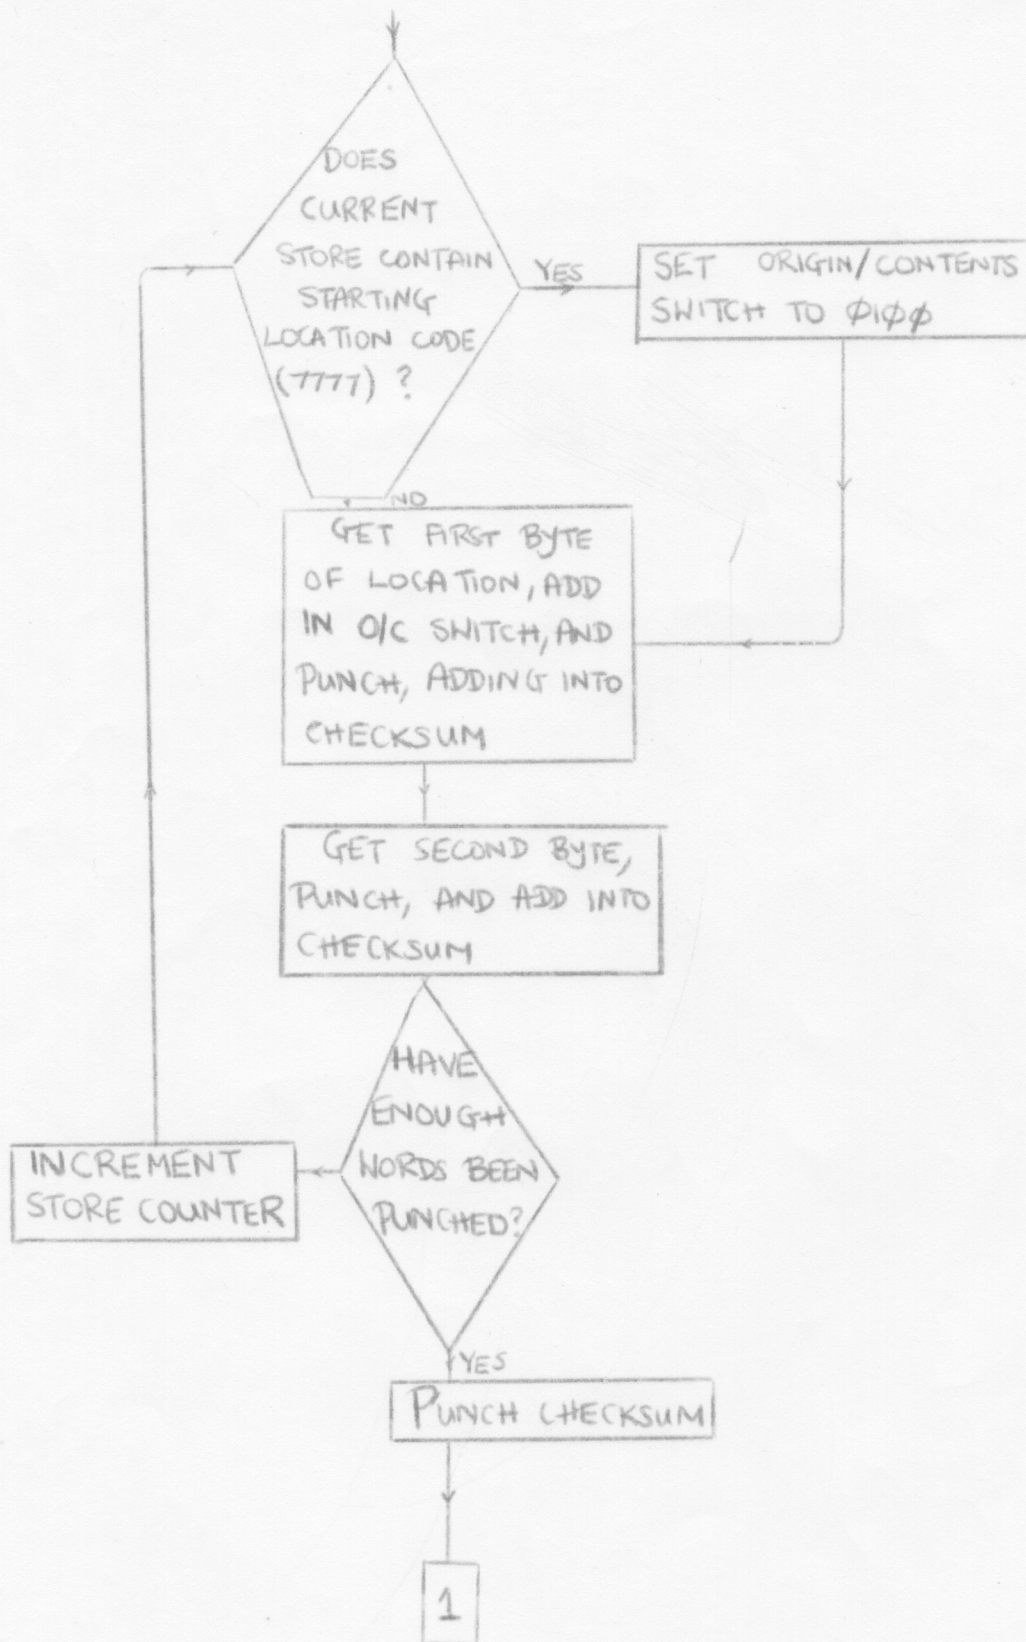 DOES
CURRENT
STORE CONTAIN
STARTING
LOCATION CODE
(7777) ?
YES
SET ORIGIN/CONTENTS
SWITCH TO Ø1ØØ
NO
GET FIRST BYTE
OF LOCATION, ADD
IN O/C SWITCH, AND
PUNCH, ADDING INTO
CHECKSUM
GET SECOND BYTE,
PUNCH, AND ADD INTO
CHECKSUM
HAVE
ENOUGH
WORDS BEEN
PUNCHED?
INCREMENT
STORE COUNTER
YES
PUNCH CHECKSUM
1